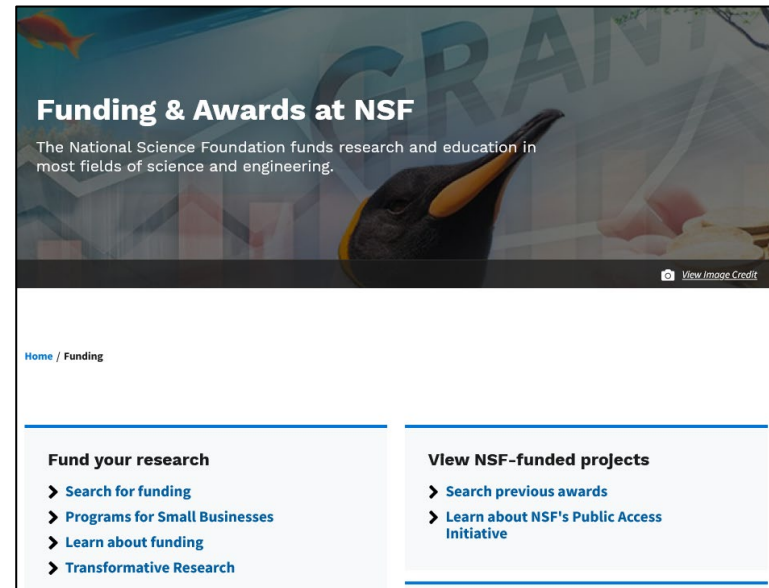 GRANT
Funding & Awards at NSF
The National Science Foundation funds research and education in
most fields of science and engineering.
View Image Credit
Home / Funding
Fund your research
Search for funding
Programs for Small Businesses
Learn about funding
Transformative Research
View NSF-funded projects
Search previous awards
Learn about NSF's Public Access
Initiative